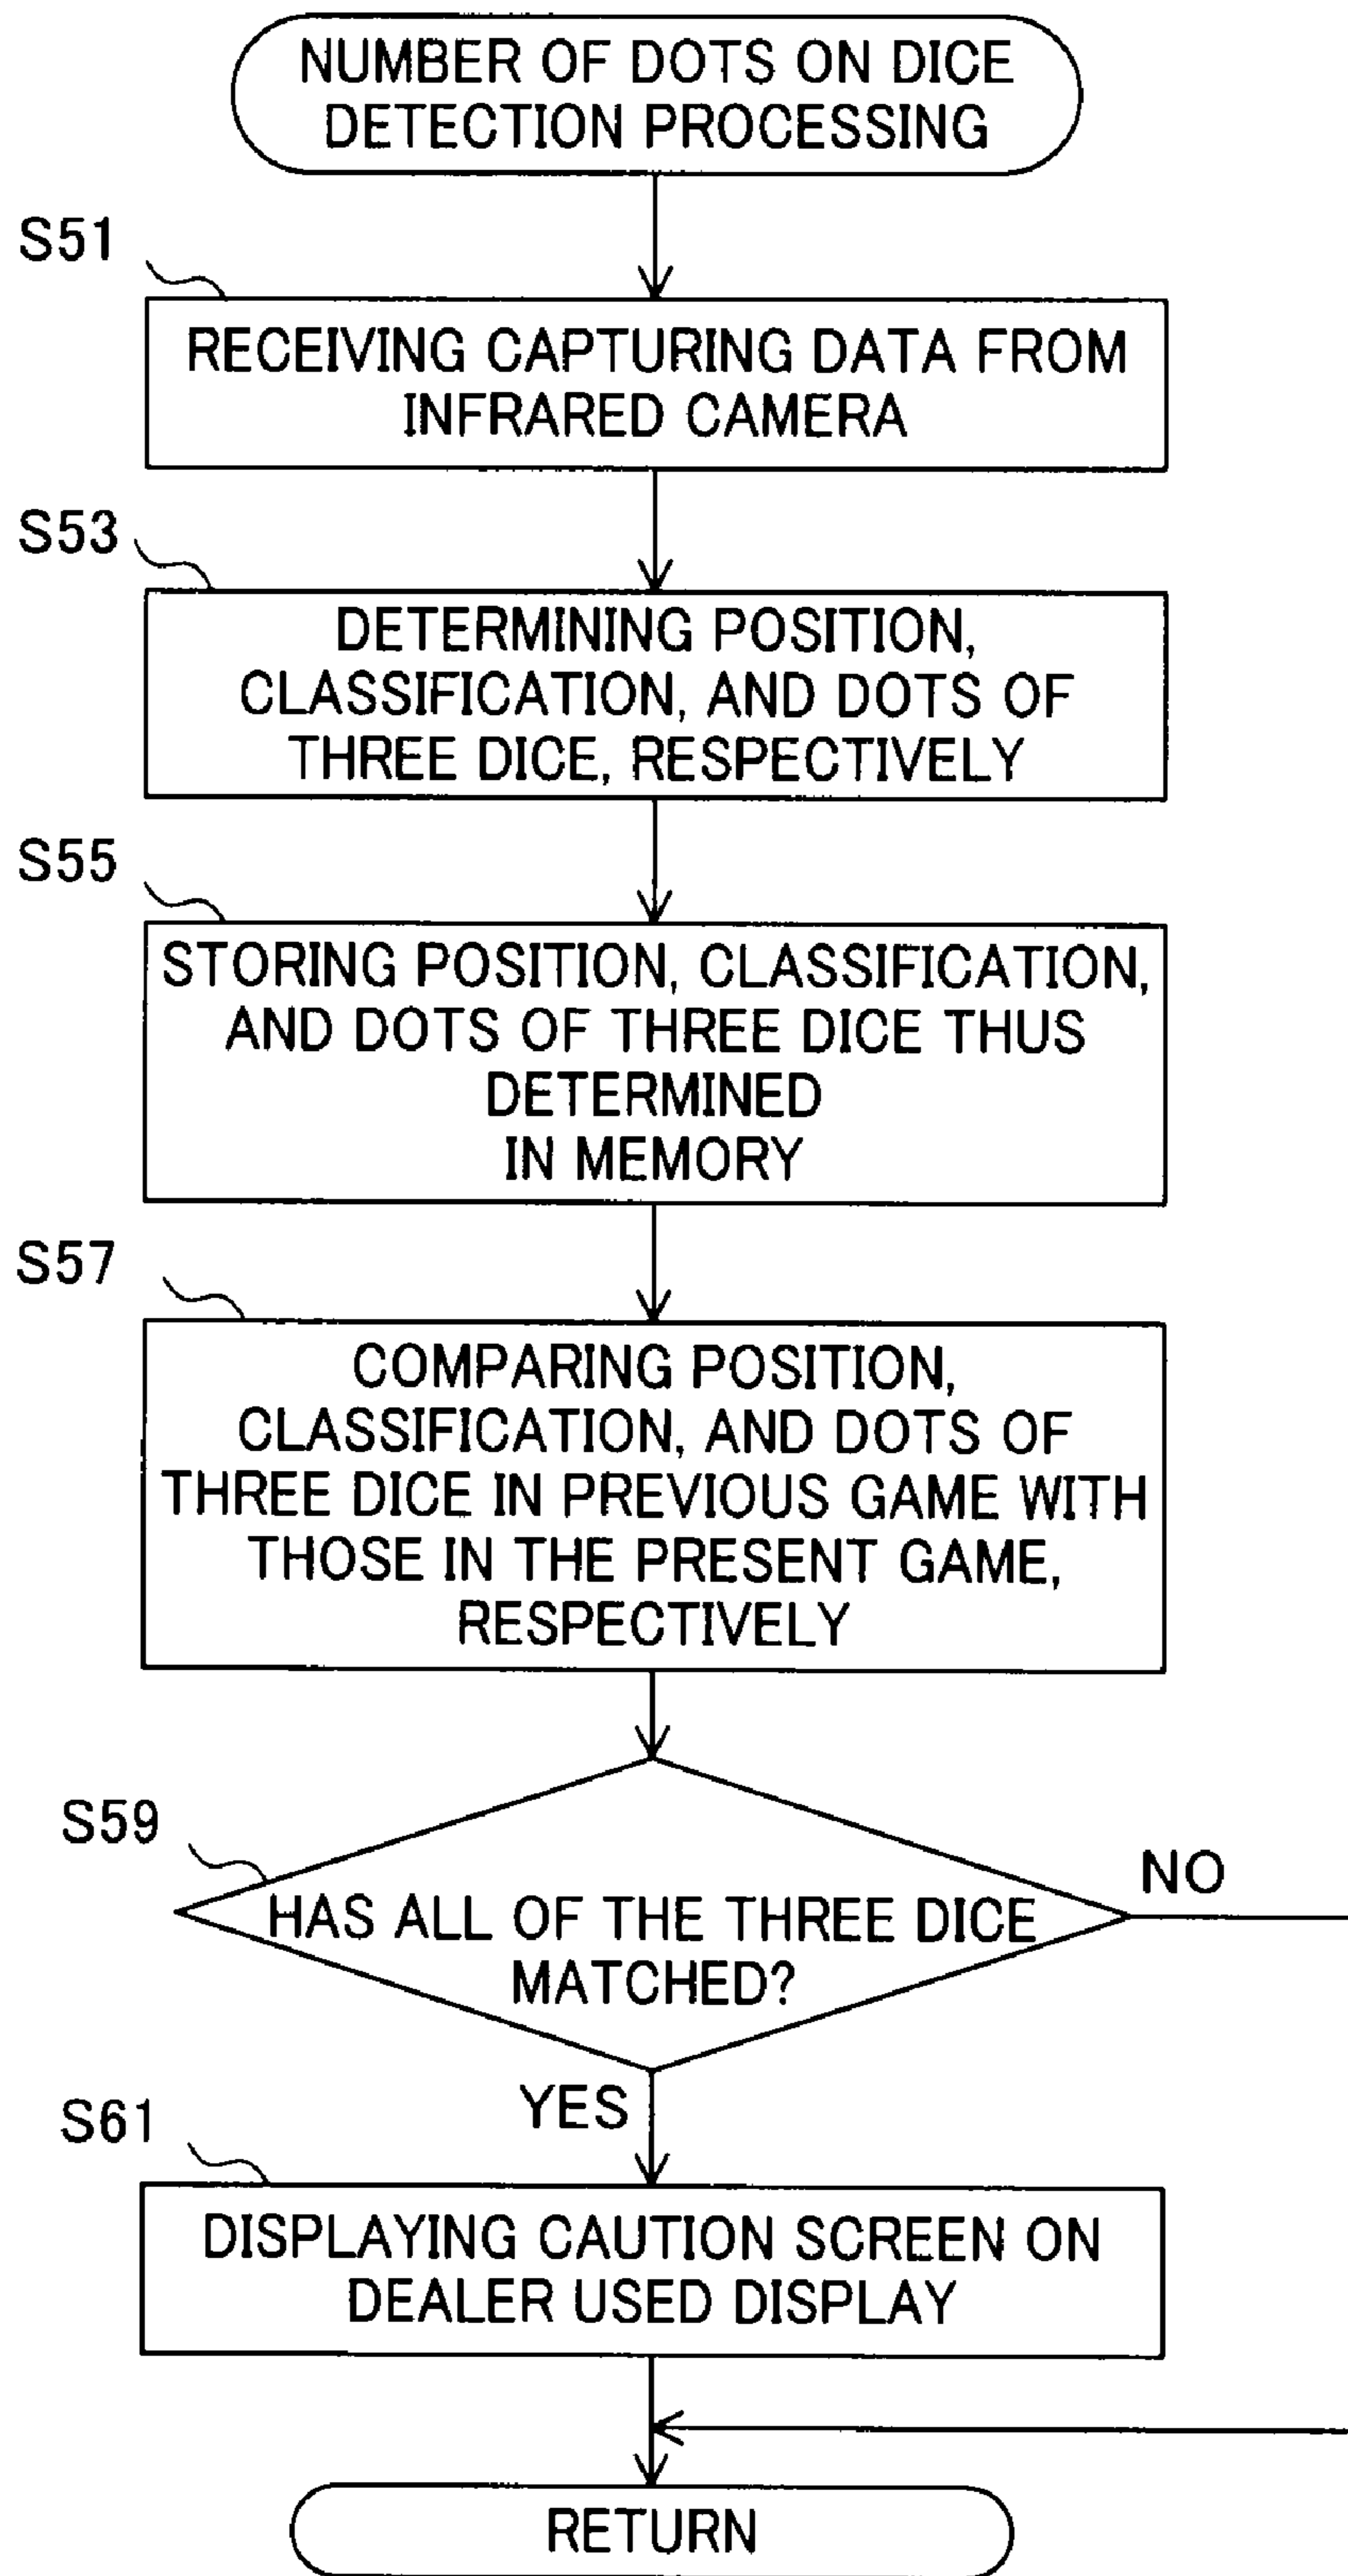 NUMBER OF DOTS ON DICE
DETECTION PROCESSING
S51
RECEIVING CAPTURING DATA FROM
INFRARED CAMERA
S53
DETERMINING POSITION,
CLASSIFICATION, AND DOTS OF
THREE DICE, RESPECTIVELY
S55
STORING POSITION, CLASSIFICATION,
AND DOTS OF THREE DICE THUS
DETERMINED
IN MEMORY
S57
COMPARING POSITION,
CLASSIFICATION, AND DOTS OF
THREE DICE IN PREVIOUS GAME WITH
THOSE IN THE PRESENT GAME,
RESPECTIVELY
S59
HAS ALL OF THE THREE DICE
MATCHED?
NO
YES
S61
DISPLAYING CAUTION SCREEN ON
DEALER USED DISPLAY
RETURN